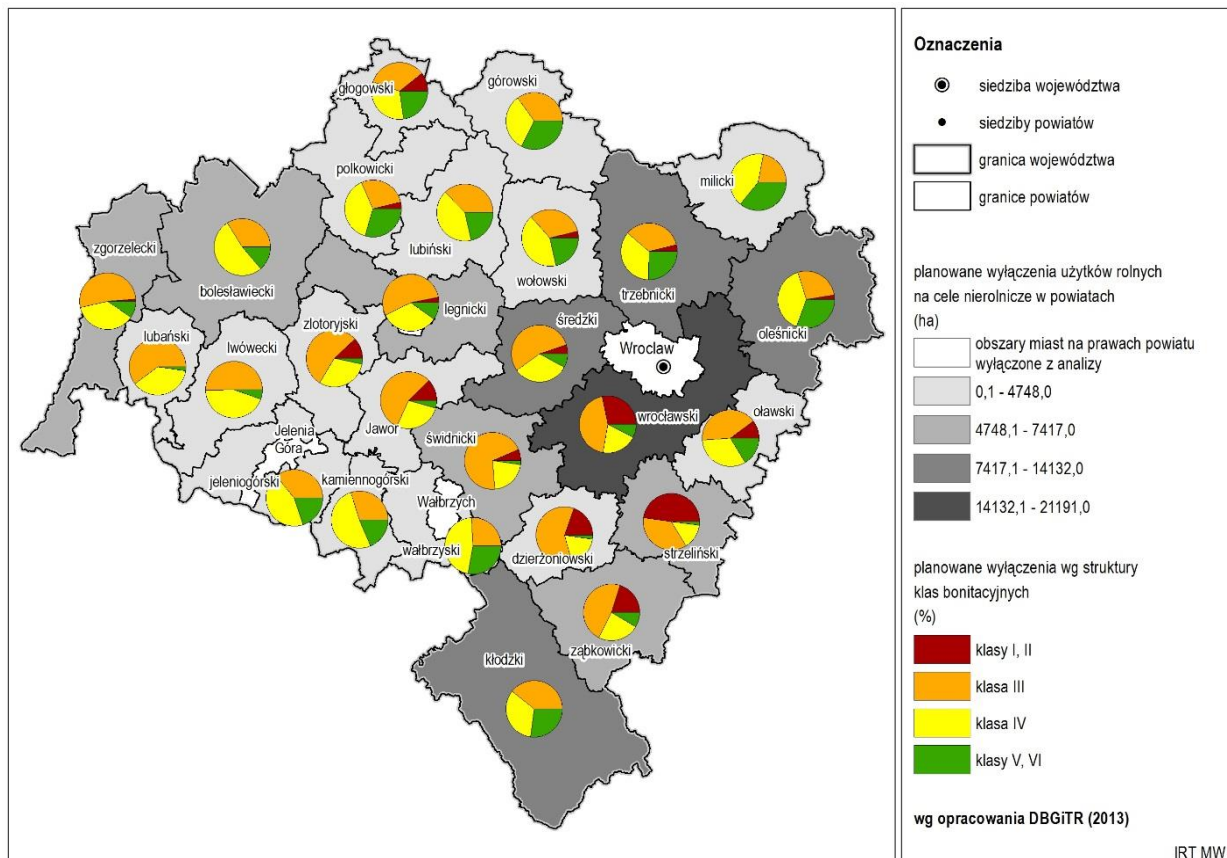 głogowski
górowski
polkowicki
milicki
zgorzelecki
lubiński
wołowski
trzebnicki
bolesławiecki
oleśnicki
legnicki
zlotoryjski
średzki
lubański
lwówecki
Wrocław
wrocławski
oławski
Jawor
Jelenia
Góra
świdnicki
jeleniogórski
kamiennogórski
Wałbrzych
wałbrzyski
dzierżoniowski
strzeliński
ząbkowicki
kłodzki
Oznaczenia
siedziba województwa
siedziby powiatów
granica województwa
granice powiatów
planowane wyłączenia użytków rolnych
na cele nierolnicze w powiatach
(ha)
obszary miast na prawach powiatu
wyłączone z analizy
0,1 - 4748,0
4748,1 - 7417,0
7417,1 - 14132,0
14132,1 - 21191,0
planowane wyłączenia wg struktury
klas bonitacyjnych
(%)
klasy I, II
klasa III
klasa IV
klasy V, VI
wg opracowania DBGiTR (2013)
IRT MW